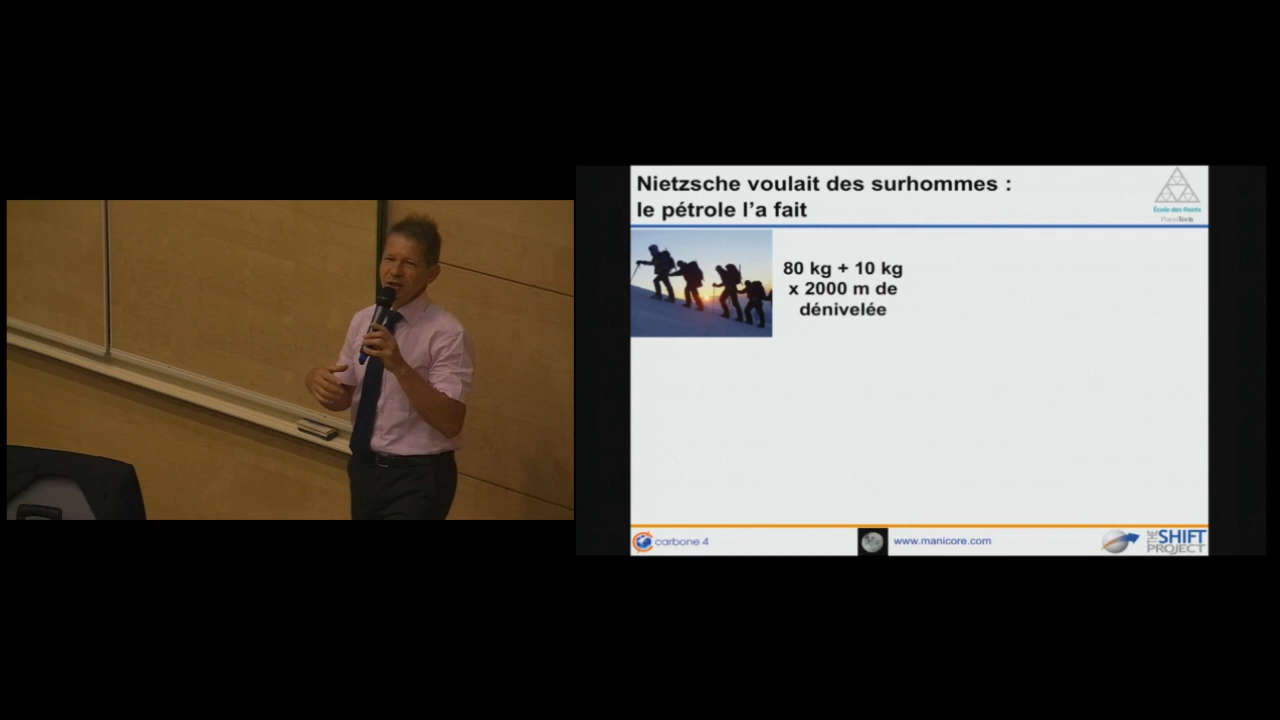 Nietzsche voulait des surhommes :
le pétrole l'a fait
École des Ponts
ParisTech
80 kg + 10 kg
x 2000 m de
dénivelée
carbone 4
www.manicore.com
THE SHIFT
PROJECT